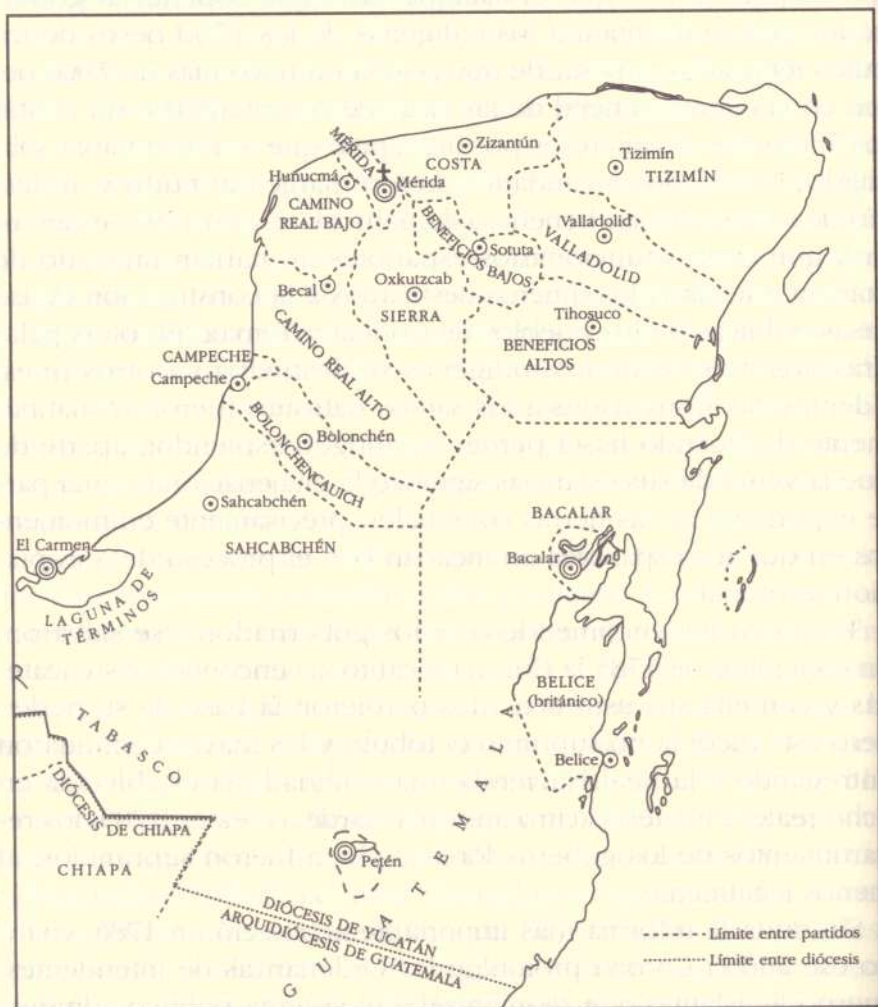 MÉRIDA
Zizantún
COSTA
Tizimín
TIZIMÍN
Hunucmá
Mérida
CAMINO
REAL BAJO
BENEFICIOS BAJOS
Valladolid
VALLADOLID
Sotuta
Becal
Oxkutzcab
SIERRA
Tihosuco
BENEFICIOS
ALTOS
CAMINO REAL ALTO
CAMPECHE
Campeche
BOLONCHENCAUICH
Bolonchén
Sahcabchén
SAHCABCHÉN
El Carmen
LAGUNA DE
TÉRMINOS
BACALAR
Bacalar
BELICE
(británico)
Belice
TABASCO
DIÓCESIS
DE CHIAPA
CHIAPA
Petén
GUATEMALA
DIÓCESIS DE YUCATÁN
ARQUIDIÓCESIS DE GUATEMALA
Límite entre partidos
Límite entre diócesis